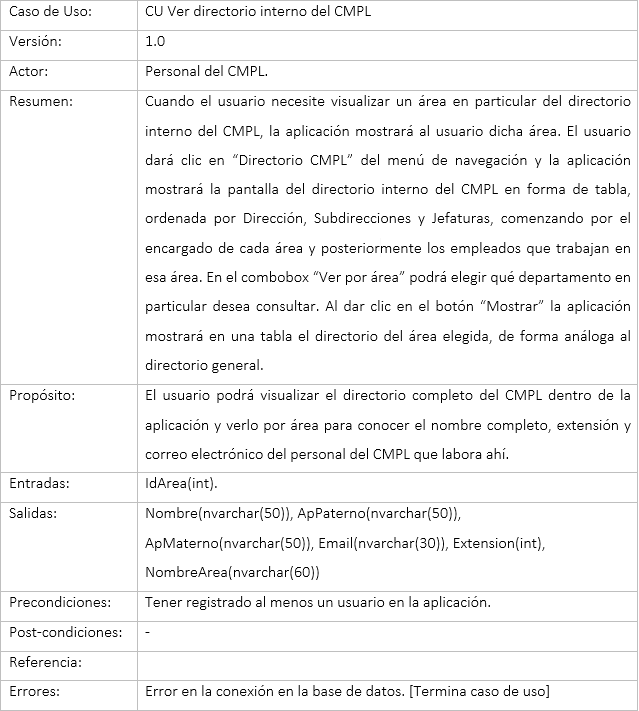 Caso de Uso: CU Ver directorio interno del CMPL
Versión: 1.0
Actor: Personal del CMPL.
Resumen: Cuando el usuario necesite visualizar un área en particular del directorio
interno del CMPL, la aplicación mostrará al usuario dicha área. El usuario
dará clic en “Directorio CMPL” del menú de navegación y la aplicación
mostrará la pantalla del directorio interno del CMPL en forma de tabla,
ordenada por Dirección, Subdirecciones y Jefaturas, comenzando por el
encargado de cada área y posteriormente los empleados que trabajan en
esa área. En el combobox “Ver por área” podrá elegir qué departamento en
particular desea consultar. Al dar clic en el botón “Mostrar” la aplicación
mostrará en una tabla el directorio del área elegida, de forma análoga al
directorio general.
Propósito: El usuario podrá visualizar el directorio completo del CMPL dentro de la
aplicación y verlo por área para conocer el nombre completo, extensión y
correo electrónico del personal del CMPL que labora ahí.
Entradas: IdArea(int).
Salidas: Nombre(nvarchar(50)), ApPaterno(nvarchar(50)),
ApMaterno(nvarchar(50)), Email(nvarchar(30)), Extension(int),
NombreArea(nvarchar(60))
Precondiciones: Tener registrado al menos un usuario en la aplicación.
Post-condiciones: -
Referencia:
Errores: Error en la conexión en la base de datos. [Termina caso de uso]